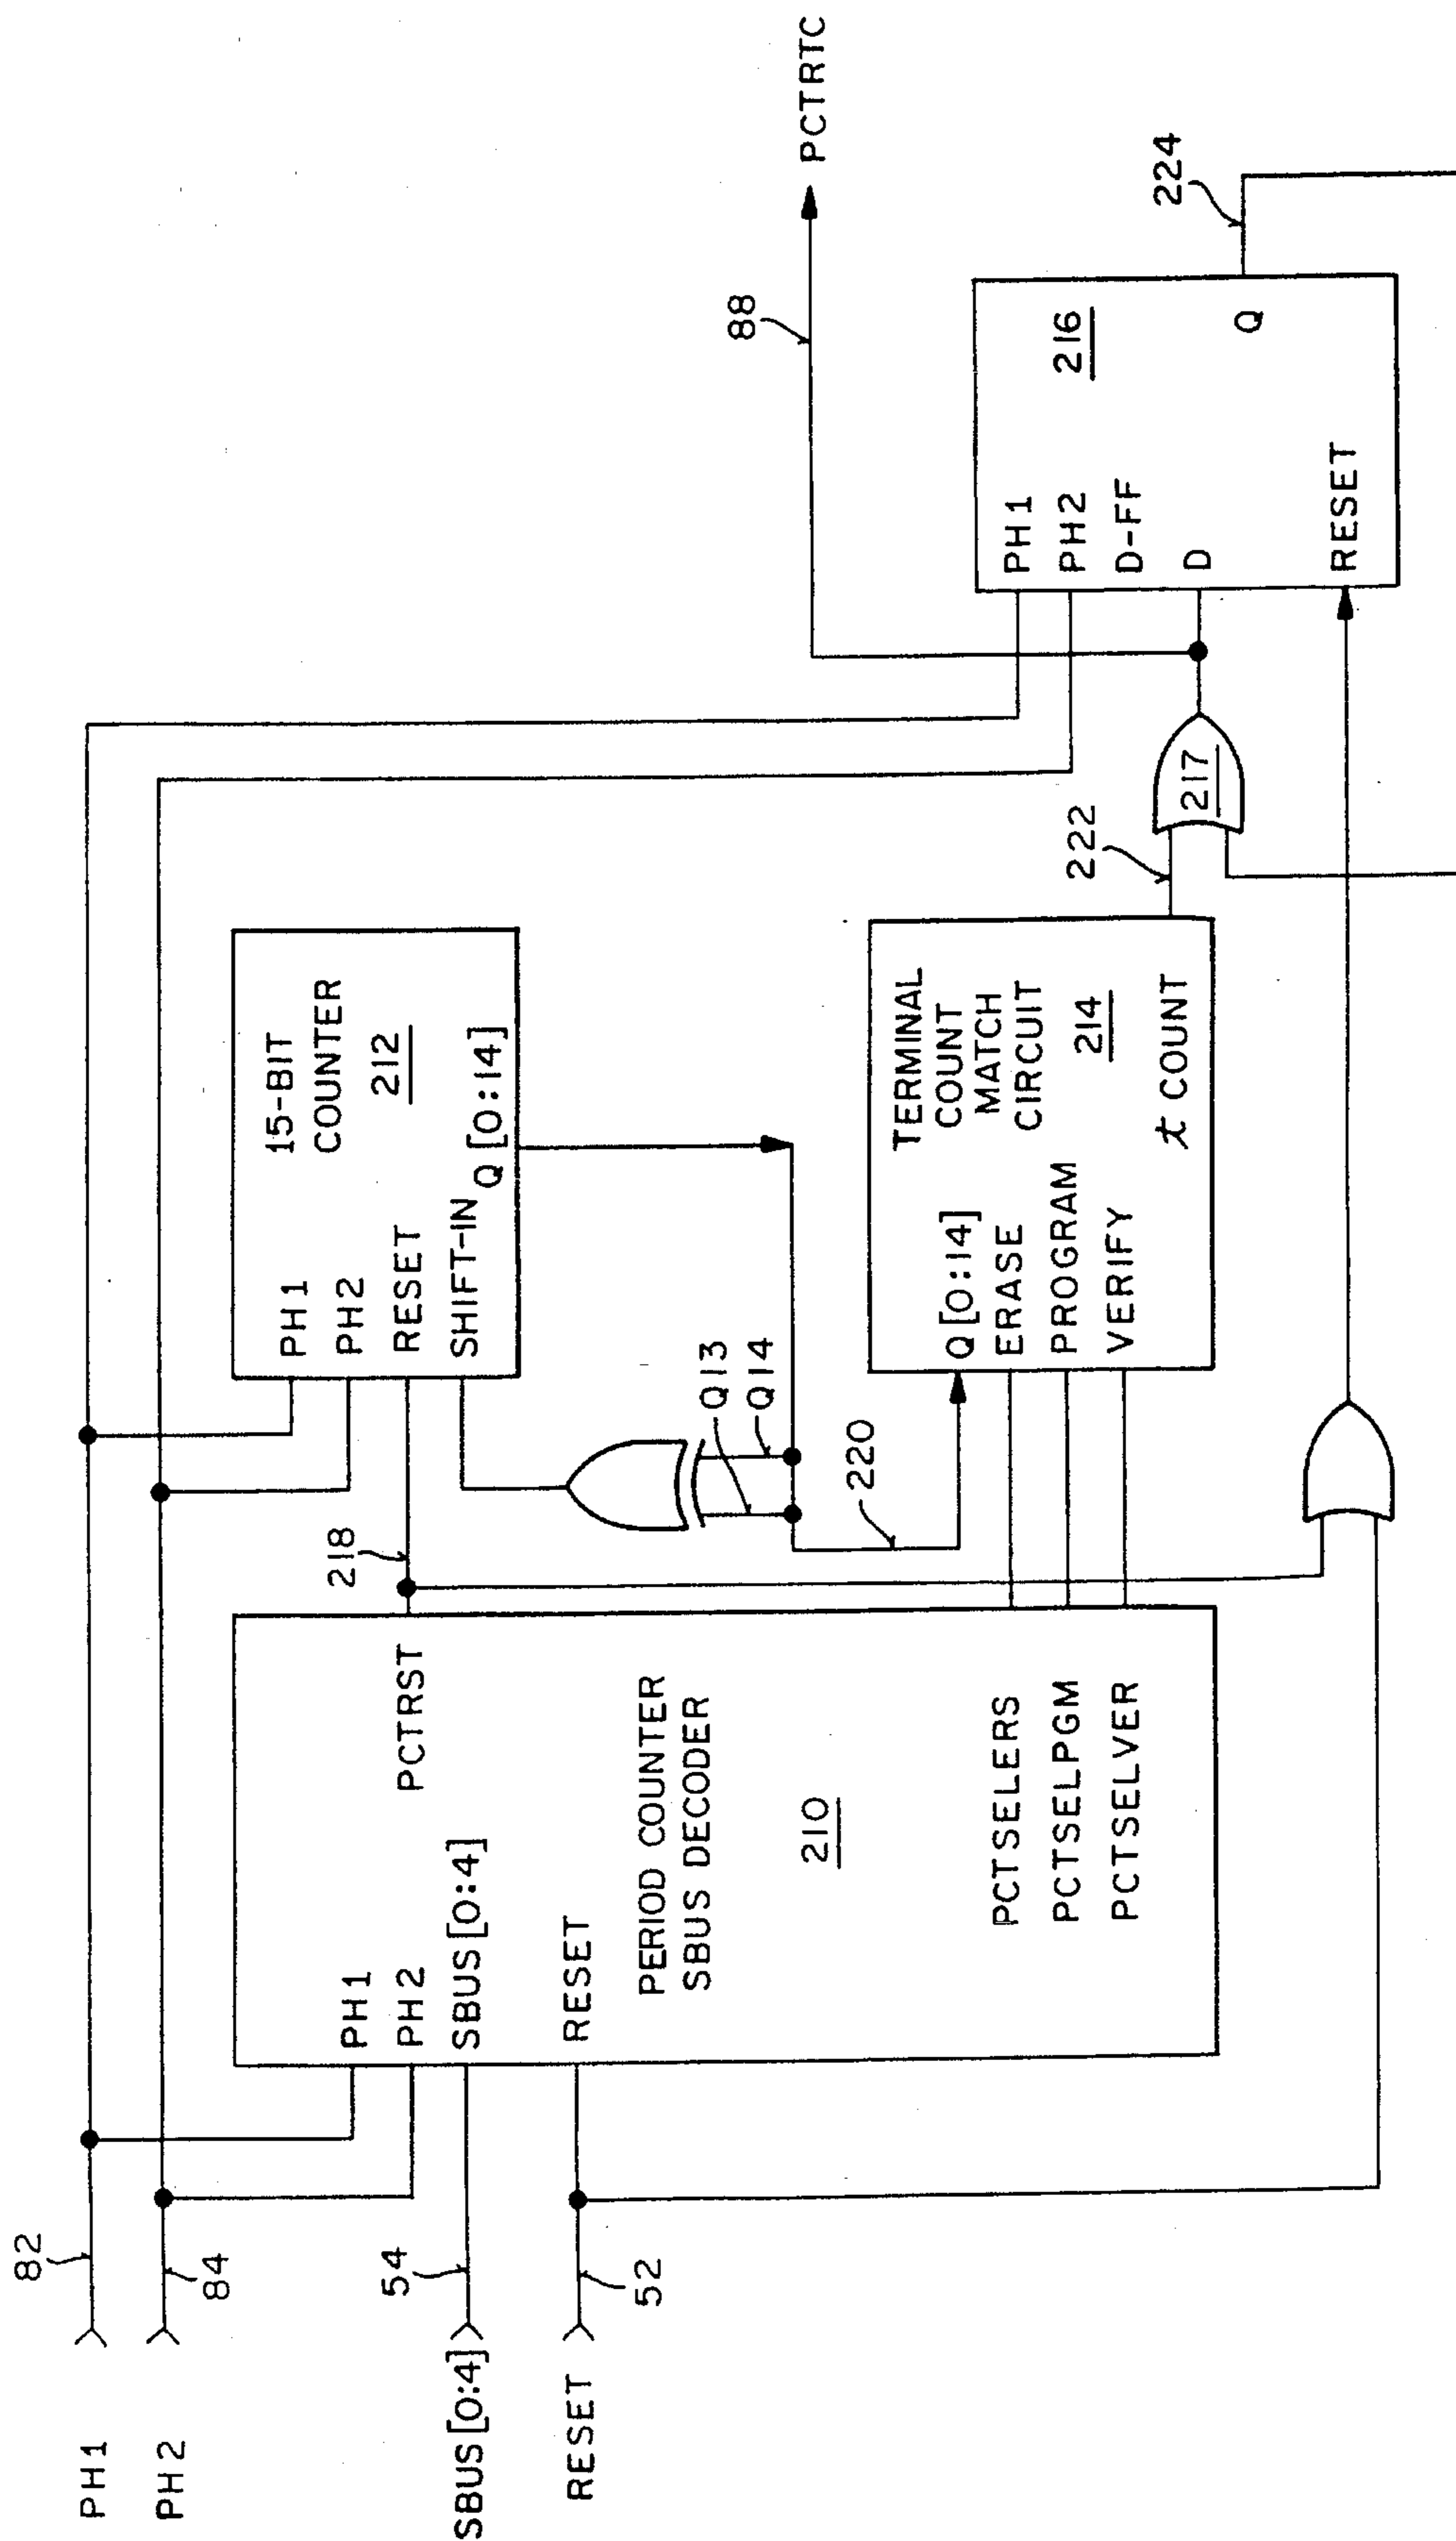 PH1
82
PH2
84
SBUS[0:4]
54
RESET
52
PH1
PH2
SBUS[0:4]
RESET
PCTRST
PERIOD COUNTER
SBUS DECODER
210
PCTSELERS
PCTSELPGM
PCTSELVER
218
PH1
PH2
RESET
SHIFT-IN
15-BIT
COUNTER
212
Q[0:14]
Q13
Q14
220
Q[0:14]
ERASE
PROGRAM
VERIFY
TERMINAL
COUNT
MATCH
CIRCUIT
214
t COUNT
222
217
88
PCTRTC
PH1
PH2
D-FF
D
RESET
216
Q
224